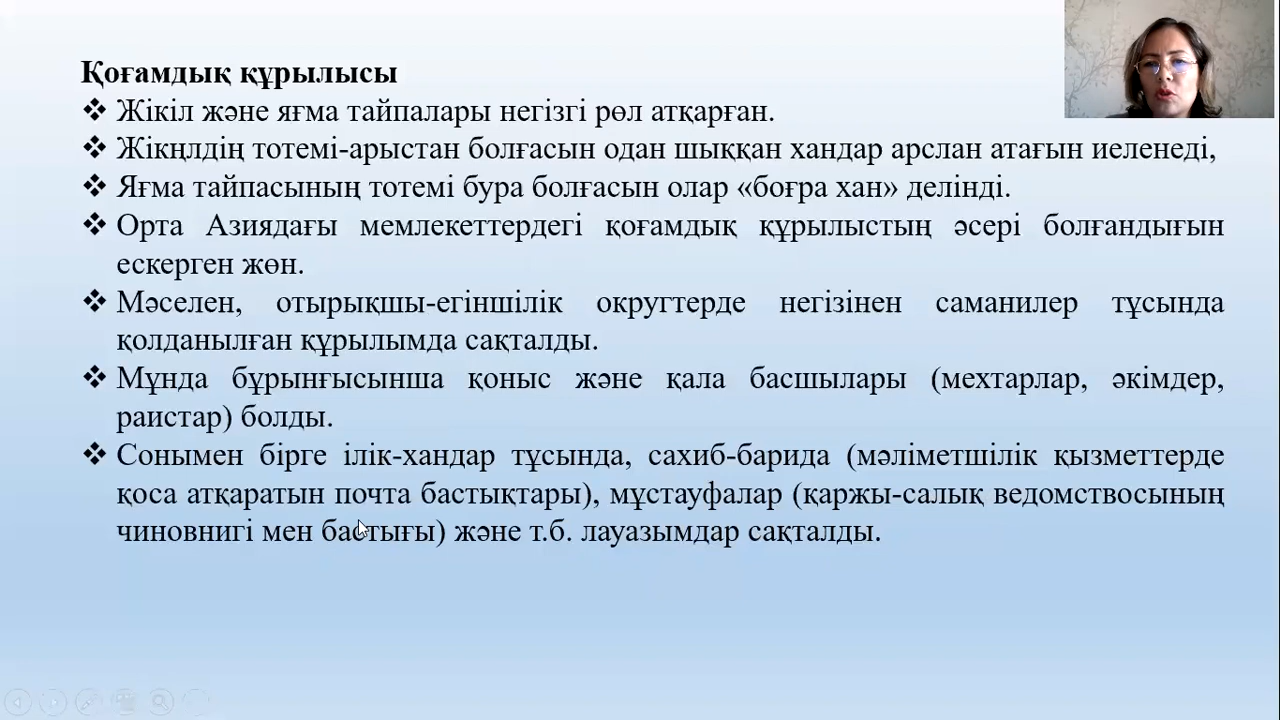 Қоғамдық құрылысы
❖ Жікіл және яғма тайпалары негізгі рөл атқарған.
❖ Жікңлдің тотемі-арыстан болғасын одан шыққан хандар арслан атағын иеленеді,
❖ Яғма тайпасының тотемі бура болғасын олар «боғра хан» делінді.
❖ Орта Азиядағы мемлекеттердегі қоғамдық құрылыстың әсері болғандығын
ескерген жөн.
❖ Мәселен, отырықшы-егіншілік округтерде негізінен саманилер тұсында
қолданылған құрылымда сақталды.
❖ Мұнда бұрынғысынша қоныс және қала басшылары (мехтарлар, әкімдер,
раистар) болды.
❖ Сонымен бірге ілік-хандар тұсында, сахиб-барида (мәліметшілік қызметтерде
қоса атқаратын почта бастықтары), мұстауфалар (қаржы-салық ведомствосының
чиновнигі мен бастығы) және т.б. лауазымдар сақталды.